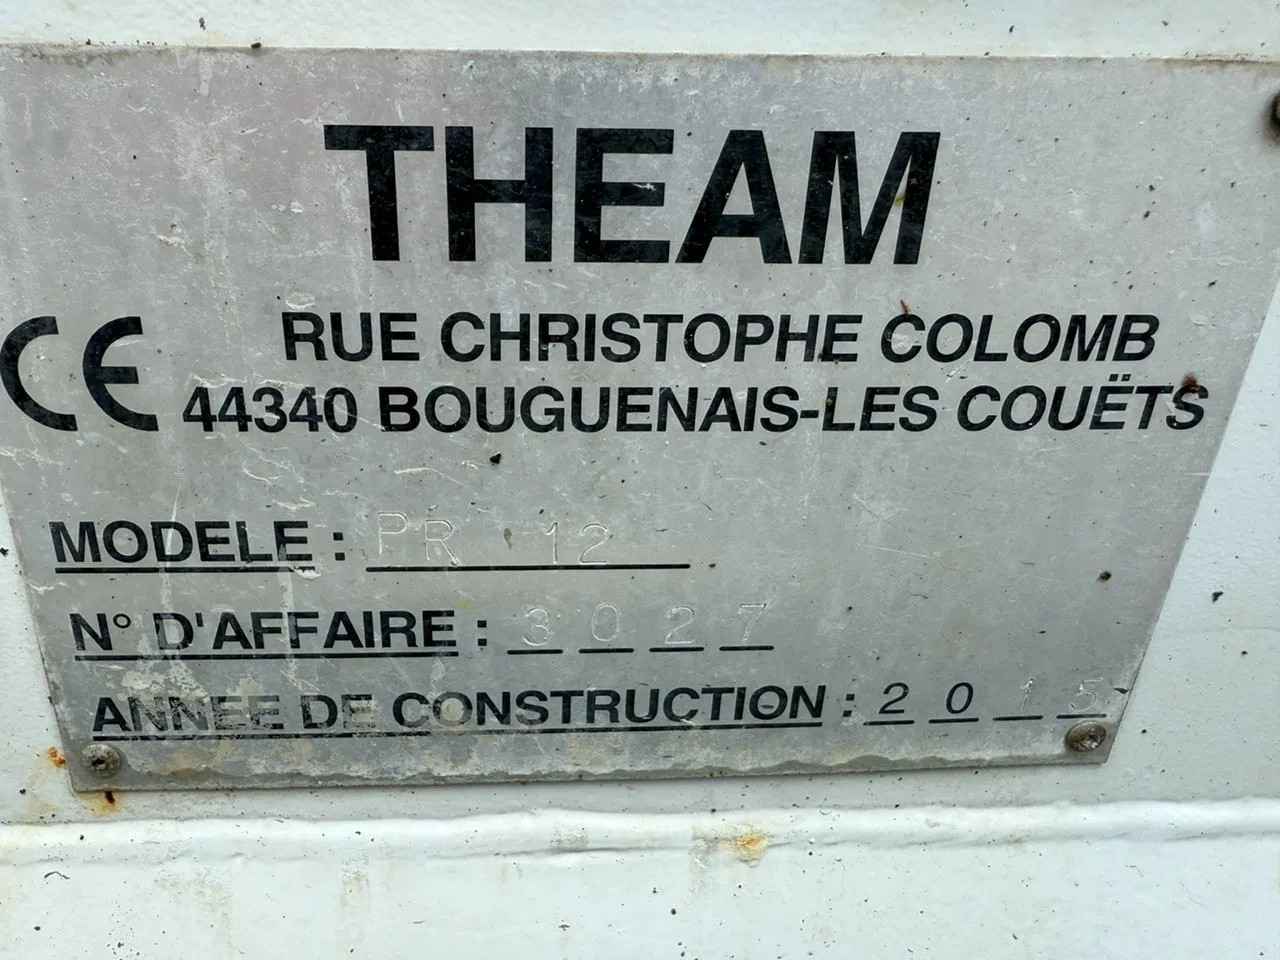 THEAM
CE RUE CHRISTOPHE COLOMB
44340 BOUGUENAIS-LES COUËTS
MODELE : PR 12
N° D'AFFAIRE : 3027
ANNEE DE CONSTRUCTION : 2015